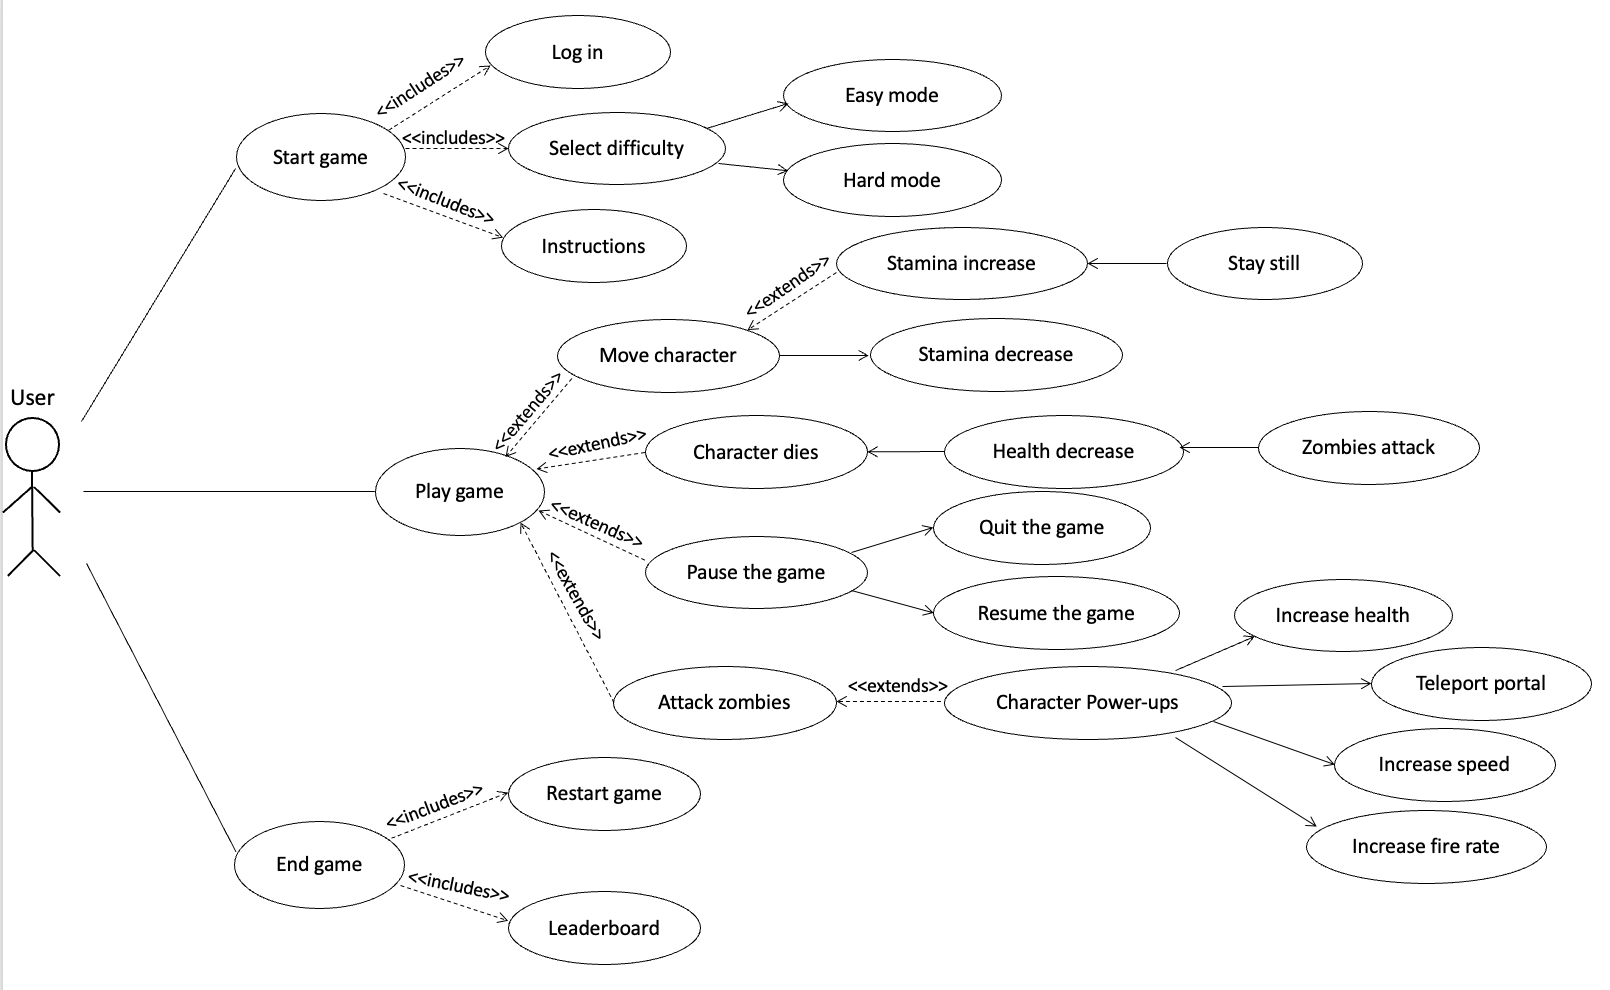 Log in
<<includes>>
Easy mode
<<includes>>
Select difficulty
Start game
Hard mode
<<includes>>
Instructions
<<extends>>
Stamina increase
Stay still
Move character
Stamina decrease
User
<<extends>>
<<extends>>
Character dies
Health decrease
Zombies attack
Play game
<<extends>>
Quit the game
Pause the game
<<extends>>
Resume the game
Increase health
Attack zombies
<<extends>>
Character Power-ups
Teleport portal
Increase speed
<<includes>>
Restart game
Increase fire rate
End game
<<includes>>
Leaderboard